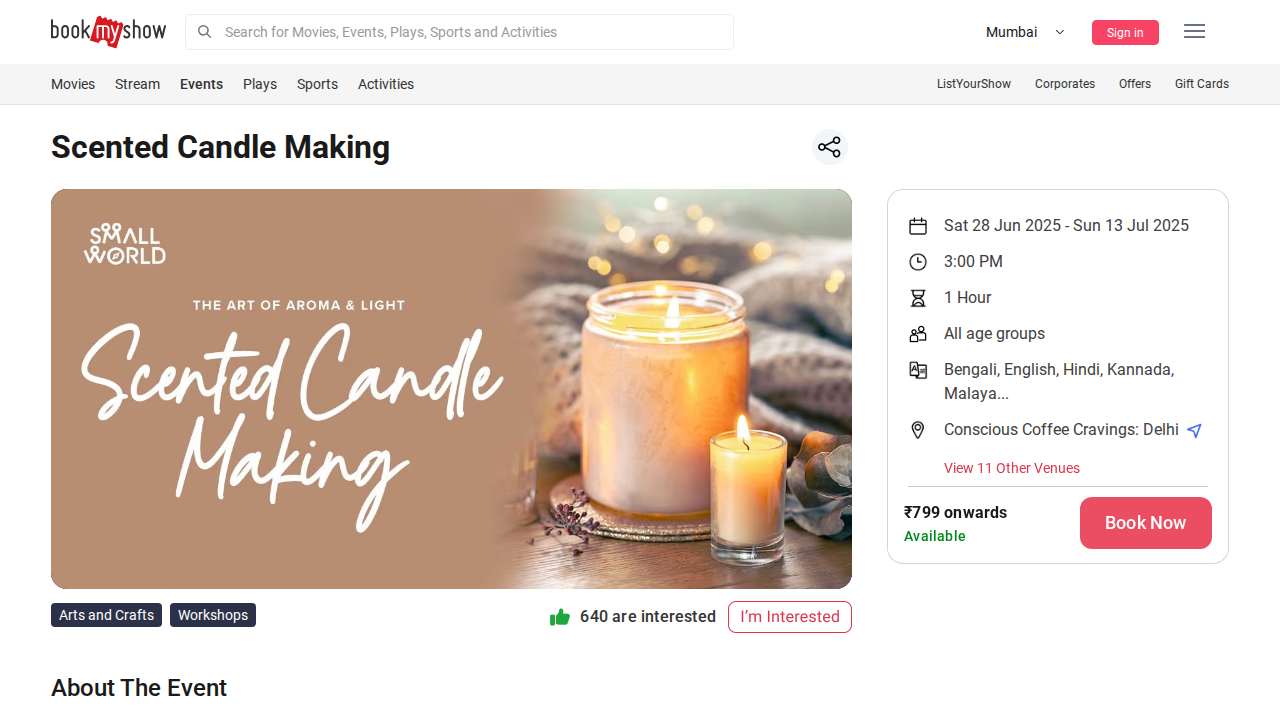 book my show
Search for Movies, Events, Plays, Sports and Activities
Mumbai
Sign in
Movies
Stream
Events
Plays
Sports
Activities
ListYourShow
Corporates
Offers
Gift Cards
Scented Candle Making
SMALL
WORLD
THE ART OF AROMA & LIGHT
Scented Candle
Making
Sat 28 Jun 2025 - Sun 13 Jul 2025
3:00 PM
1 Hour
All age groups
Bengali, English, Hindi, Kannada,
Malaya...
Conscious Coffee Cravings: Delhi
View 11 Other Venues
₹799 onwards
Available
Book Now
Arts and Crafts
Workshops
640 are interested
I’m Interested
About The Event